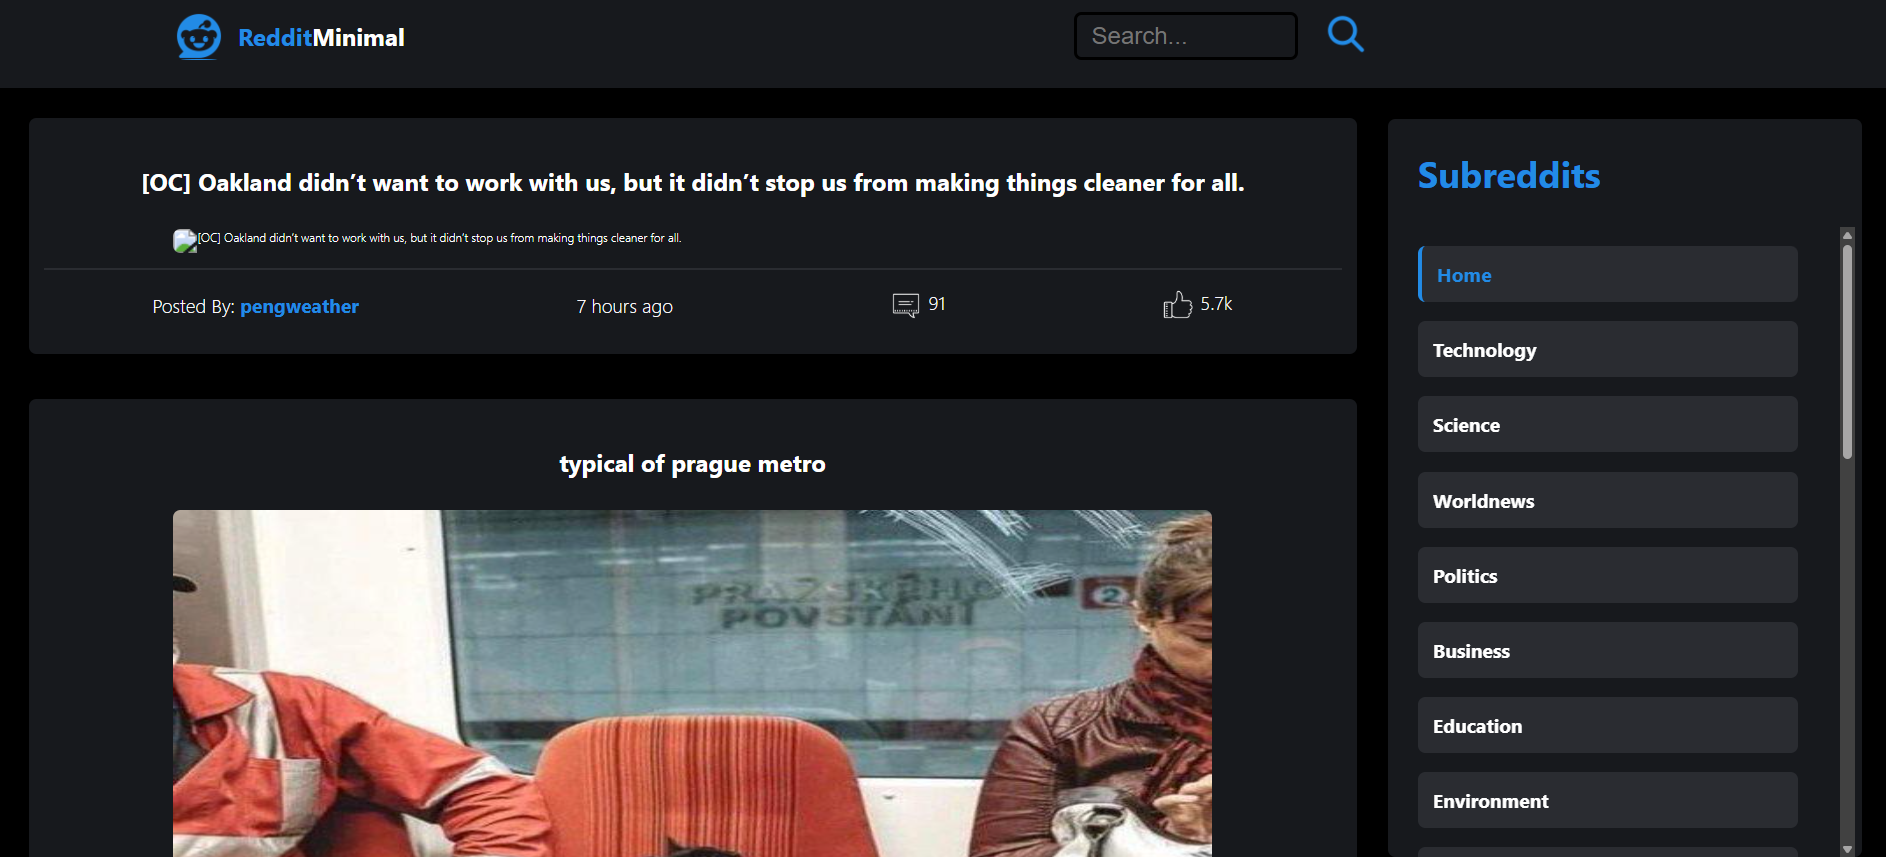 RedditMinimal
Search...
[OC] Oakland didn’t want to work with us, but it didn’t stop us from making things cleaner for all.
[OC] Oakland didn’t want to work with us, but it didn’t stop us from making things cleaner for all.
Posted By: pengweather
7 hours ago
91
5.7k
typical of prague metro
PRAŽSKÉHO
POVSTÁNÍ
2
Subreddits
Home
Technology
Science
Worldnews
Politics
Business
Education
Environment